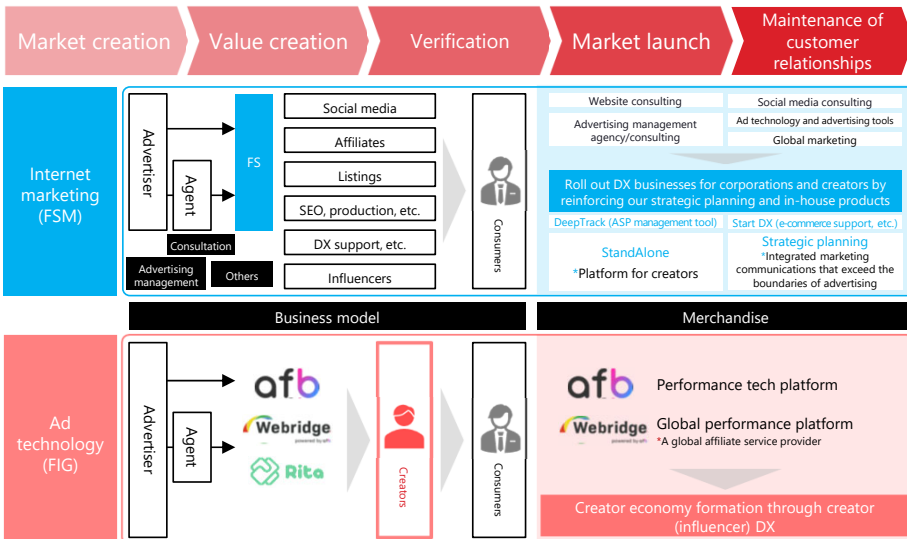 Market creation
Value creation
Verification
Market launch
Maintenance of
customer
relationships
Internet
marketing
(FSM)
Advertiser
Agent
FS
Consultation
Advertising
management
Others
Social media
Affiliates
Listings
SEO, production, etc.
DX support, etc.
Influencers
Consumers
Website consulting
Social media consulting
Advertising management
agency/consulting
Ad technology and advertising tools
Global marketing
Roll out DX businesses for corporations and creators by
reinforcing our strategic planning and in-house products
DeepTrack (ASP management tool)
Start DX (e-commerce support, etc.)
StandAlone
*Platform for creators
Strategic planning
*Integrated marketing
communications that exceed the
boundaries of advertising
Business model
Merchandise
Ad
technology
(FIG)
Advertiser
Agent
afb
Webridge
powered by afb
Rita
Creators
Consumers
afb
Performance tech platform
Webridge
powered by afb
Global performance platform
*A global affiliate service provider
Creator economy formation through creator
(influencer) DX